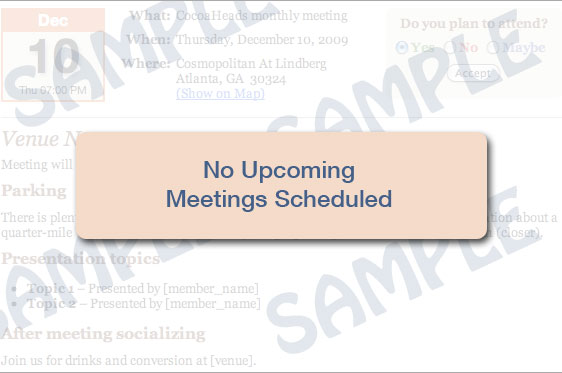 Dec
10
Thu 07:00 PM
What: CocoaHeads monthly meeting
When: Thursday, December 10, 2009
Where: Cosmopolitan At Lindberg
Atlanta, GA 30324
(Show on Map)
Do you plan to attend?
Yes No Maybe
Accept
SAMPLE
SAMPLE
Venue
Meeting will
No Upcoming
Meetings Scheduled
Parking
There is plen
about a
quarter-mile
(closer).
Presentation topics
Topic 1 – Presented by [member_name]
Topic 2 – Presented by [member_name]
SAMPLE
SAMPLE
After meeting socializing
Join us for drinks and conversion at [venue].